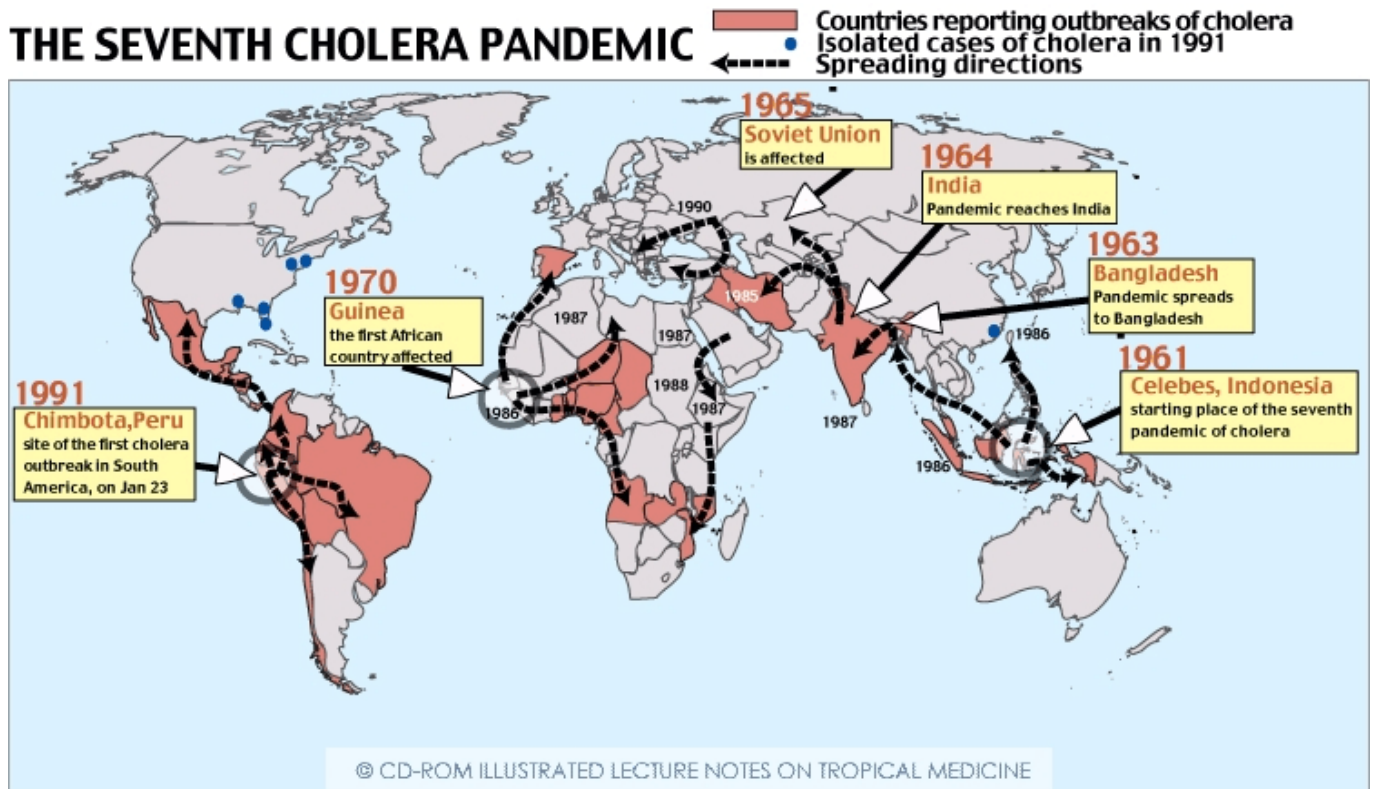 THE SEVENTH CHOLERA PANDEMIC
Countries reporting outbreaks of cholera
Isolated cases of cholera in 1991
Spreading directions
1965
Soviet Union
is affected
1964
India
Pandemic reaches India
1990
1963
Bangladesh
Pandemic spreads
to Bangladesh
1970
Guinea
the first African
country affected
1985
1987
1987
1986
1961
Celebes, Indonesia
starting place of the seventh
pandemic of cholera
1991
Chimbota,Peru
site of the first cholera
outbreak in South
America, on Jan 23
1986
1988
1987
1987
1986
© CD-ROM ILLUSTRATED LECTURE NOTES ON TROPICAL MEDICINE